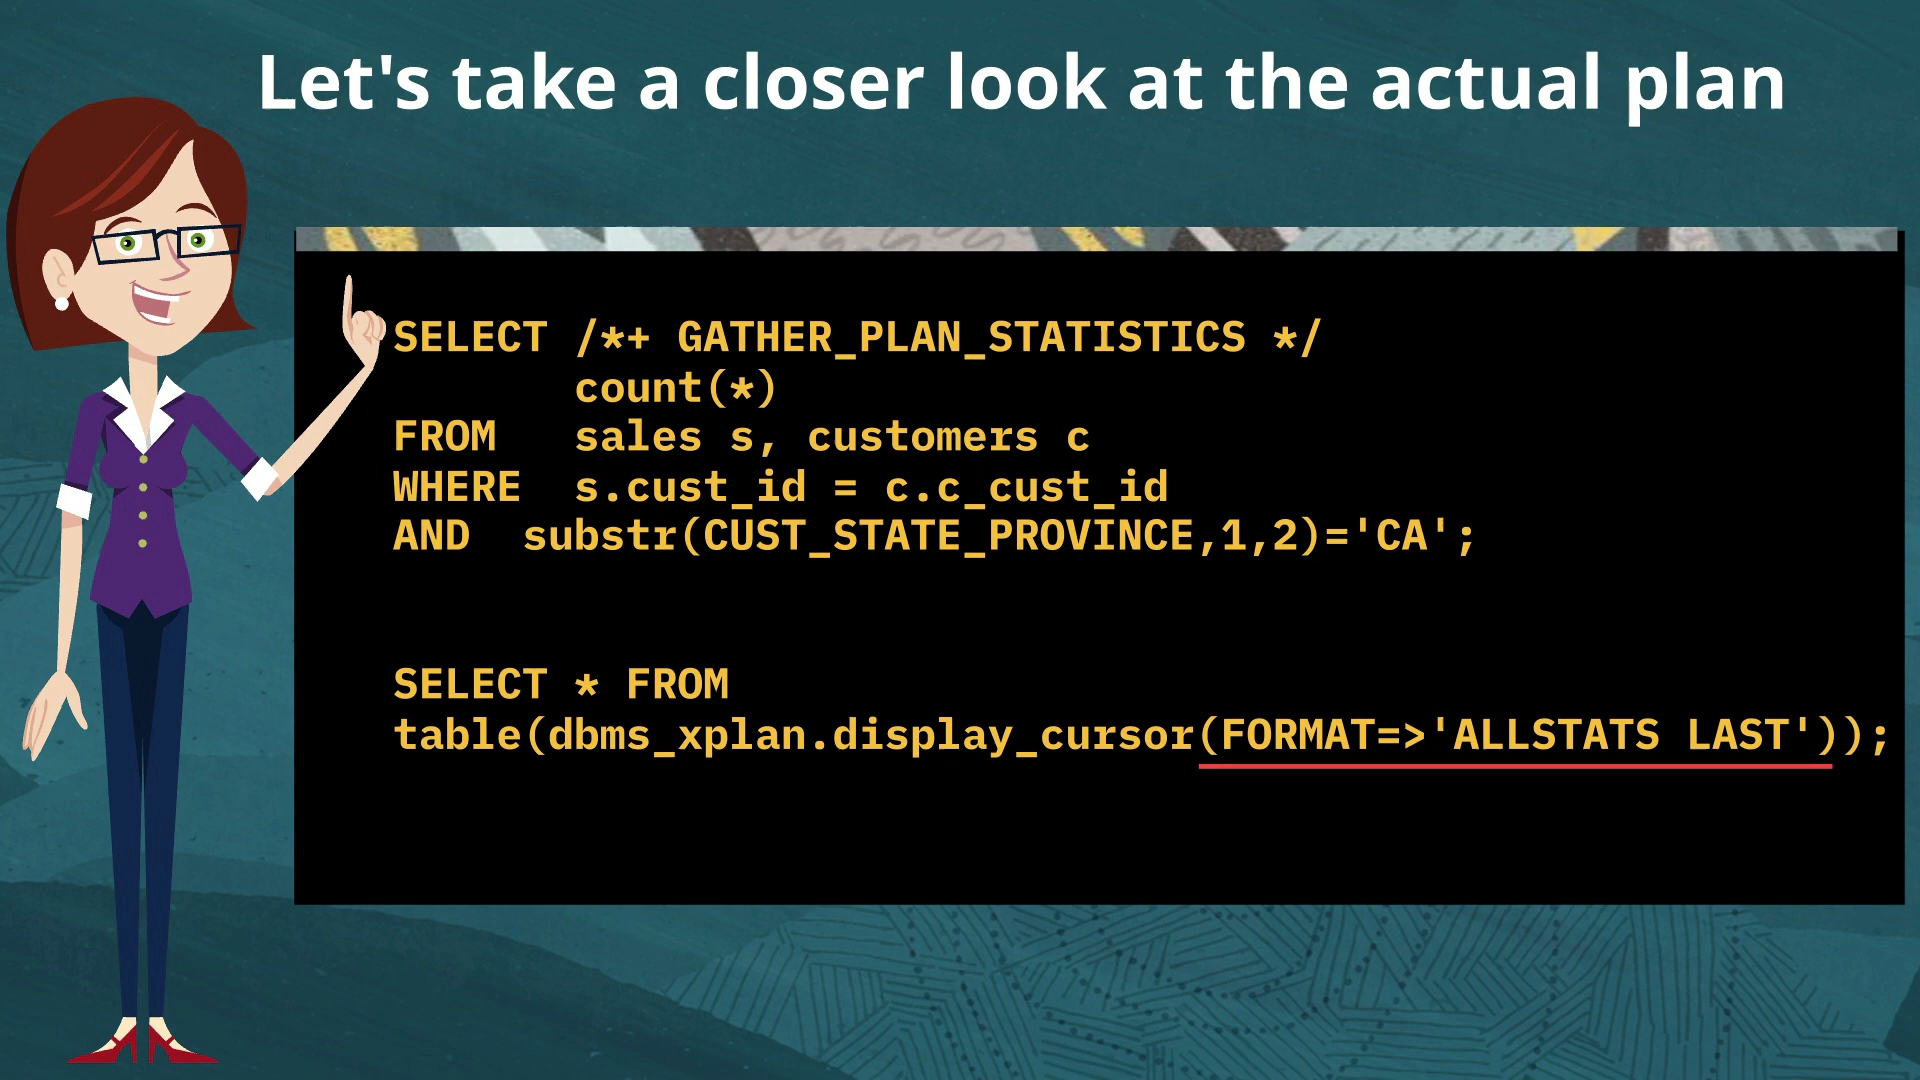 Let's take a closer look at the actual plan
SELECT /*+ GATHER_PLAN_STATISTICS */
count(*)
FROM   sales s, customers c
WHERE  s.cust_id = c.c_cust_id
AND  substr(CUST_STATE_PROVINCE,1,2)='CA';
SELECT * FROM
table(dbms_xplan.display_cursor(FORMAT=>'ALLSTATS LAST'));